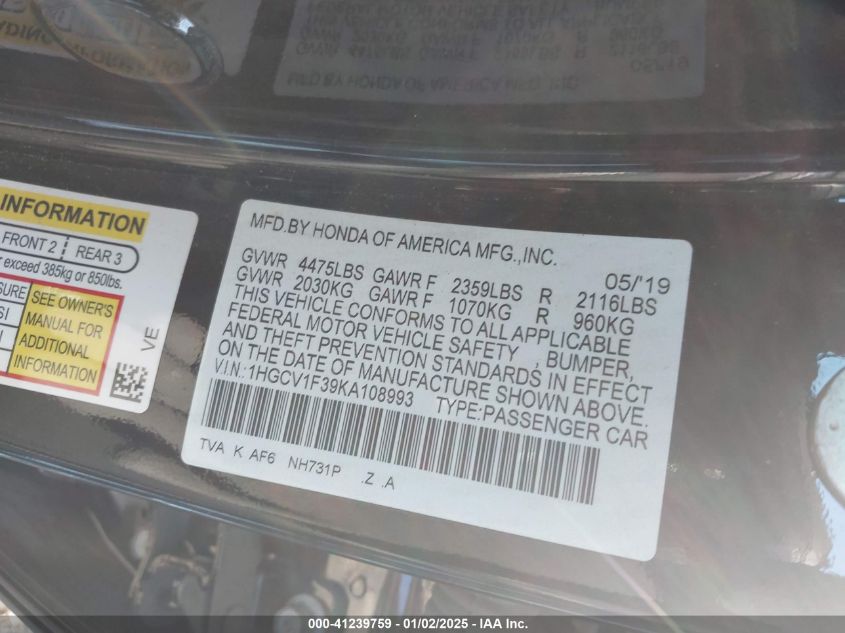 INFORMATION
FRONT 2 REAR 3
exceed 385kg or 850lbs.
SEE OWNER'S
MANUAL FOR
ADDITIONAL
INFORMATION
VE
MFD.BY HONDA OF AMERICA MFG.,INC. 05/'19
GVWR 4475LBS GAWR F 2359LBS R 2116LBS
GVWR 2030KG GAWR F 1070KG R 960KG
THIS VEHICLE CONFORMS TO ALL APPLICABLE
FEDERAL MOTOR VEHICLE SAFETY , BUMPER,
AND THEFT PREVENTION STANDARDS IN EFFECT
ON THE DATE OF MANUFACTURE SHOWN ABOVE.
V.I.N.:1HGCV1F39KA108993 TYPE:PASSENGER CAR
TVA K AF6 NH731P .Z .A
000-41239759 - 01/02/2025 - IAA Inc.